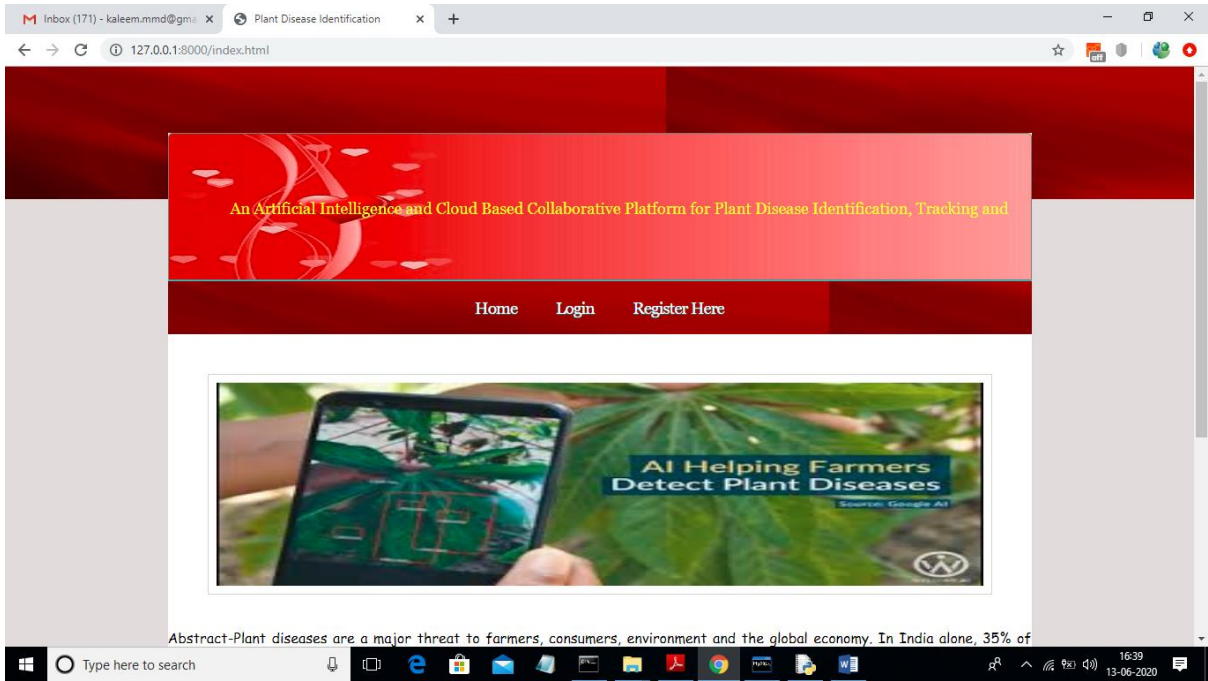 Inbox (171) - kaleem.mmd@gma
Plant Disease Identification
127.0.0.1:8000/index.html
off
An Artificial Intelligence and Cloud Based Collaborative Platform for Plant Disease Identification, Tracking and
Home Login Register Here
AI Helping Farmers
Detect Plant Diseases
Source: Google AI
Abstract-Plant diseases are a major threat to farmers, consumers, environment and the global economy. In India alone, 35% of
Type here to search
16:39
13-06-2020